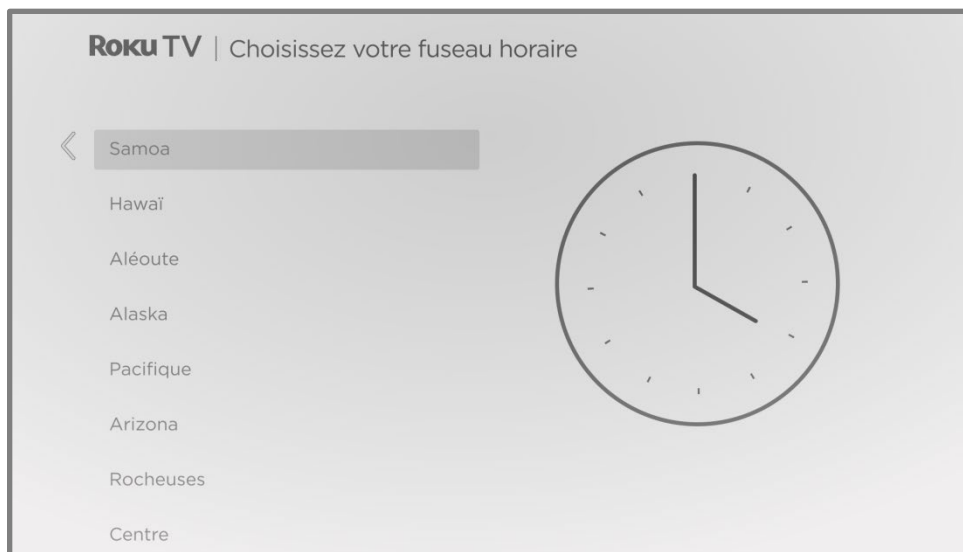 Roku TV | Choisissez votre fuseau horaire
Samoa
Hawaï
Aléoute
Alaska
Pacifique
Arizona
Rocheuses
Centre